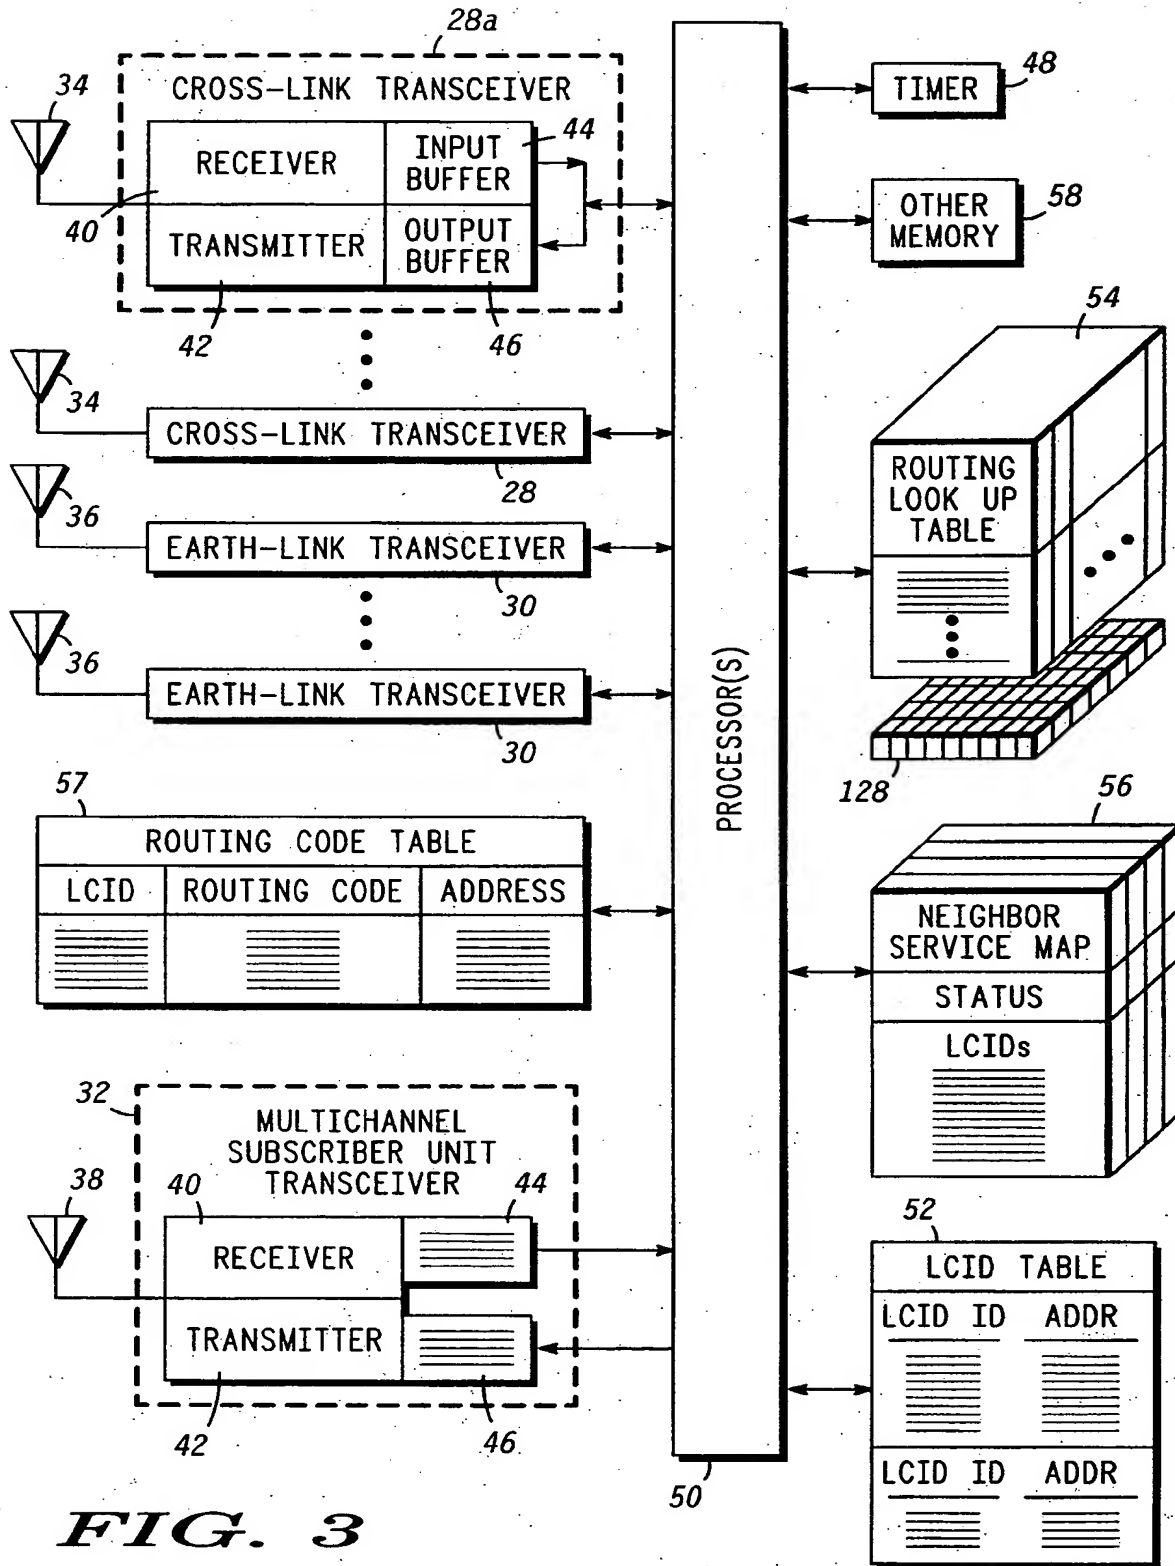 28a
CROSS-LINK TRANSCEIVER
34
RECEIVER
INPUT
BUFFER
44
40
TRANSMITTER
OUTPUT
BUFFER
42
46
34
CROSS-LINK TRANSCEIVER
28
36
EARTH-LINK TRANSCEIVER
30
36
EARTH-LINK TRANSCEIVER
30
57
ROUTING CODE TABLE
LCID ROUTING CODE ADDRESS
32
MULTICHANNEL
SUBSCRIBER UNIT
TRANSCEIVER
38
40
44
RECEIVER
TRANSMITTER
42
46
PROCESSOR(S)
50
TIMER
48
OTHER
MEMORY
58
54
ROUTING
LOOK UP
TABLE
128
56
NEIGHBOR
SERVICE MAP
STATUS
LCIDs
52
LCID TABLE
LCID ID ADDR
LCID ID ADDR
FIG. 3